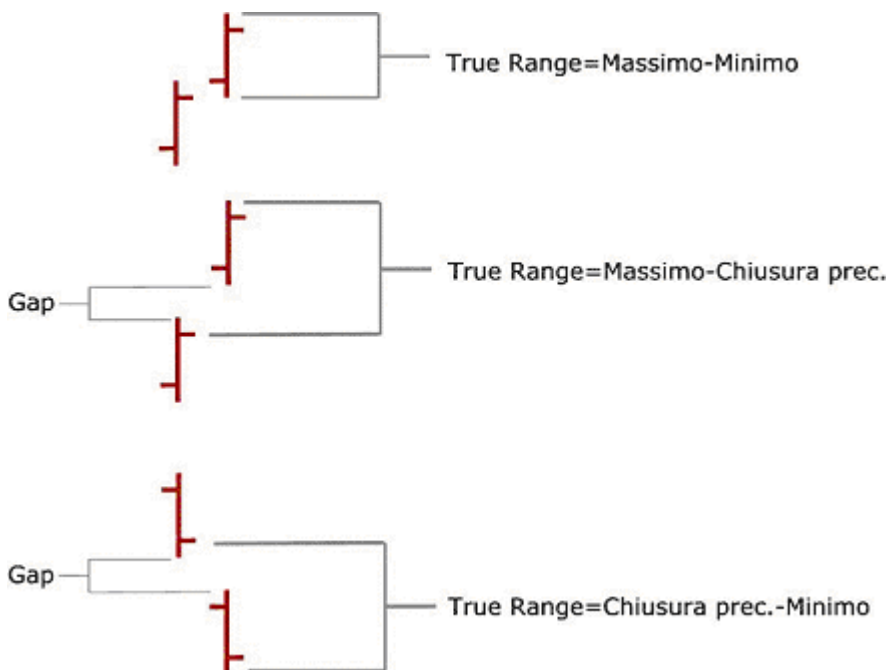 True Range=Massimo-Minimo
True Range=Massimo-Chiusura prec.
Gap
Gap
True Range=Chiusura prec.-Minimo